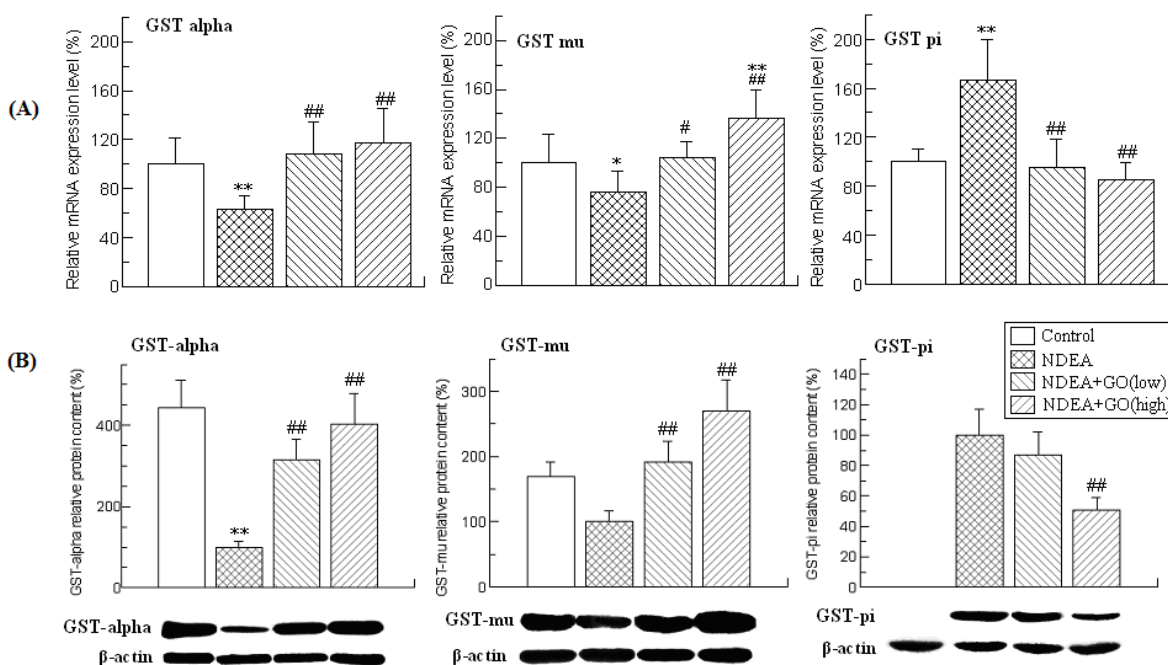 (A)
GST alpha
Relative mRNA expression level (%)
200
160
120
80
40
0
**
##
##
GST mu
Relative mRNA expression level (%)
200
160
120
80
40
0
*
#
**
##
GST pi
Relative mRNA expression level (%)
200
160
120
80
40
0
**
##
##
(B)
GST-alpha
GST-alpha relative protein content (%)
400
200
0
**
##
##
GST-mu
GST-mu relative protein content (%)
300
200
100
0
##
##
GST-pi
GST-pi relative protein content (%)
140
120
100
80
60
40
20
0
##
Control
NDEA
NDEA+GO(low)
NDEA+GO(high)
GST-alpha
β-actin
GST-mu
β-actin
GST-pi
β-actin